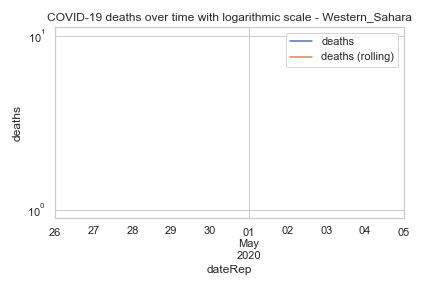 COVID-19 deaths over time with logarithmic scale - Western_Sahara
deaths
deaths (rolling)
10¹
10⁰
deaths
26 27 28 29 30 01 02 03 04 05
May
2020
dateRep